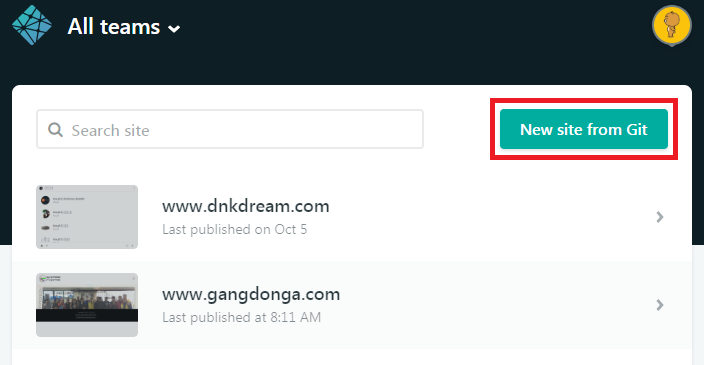 All teams
Search site
New site from Git
www.dnkdream.com
Last published on Oct 5
www.gangdonga.com
Last published at 8:11 AM